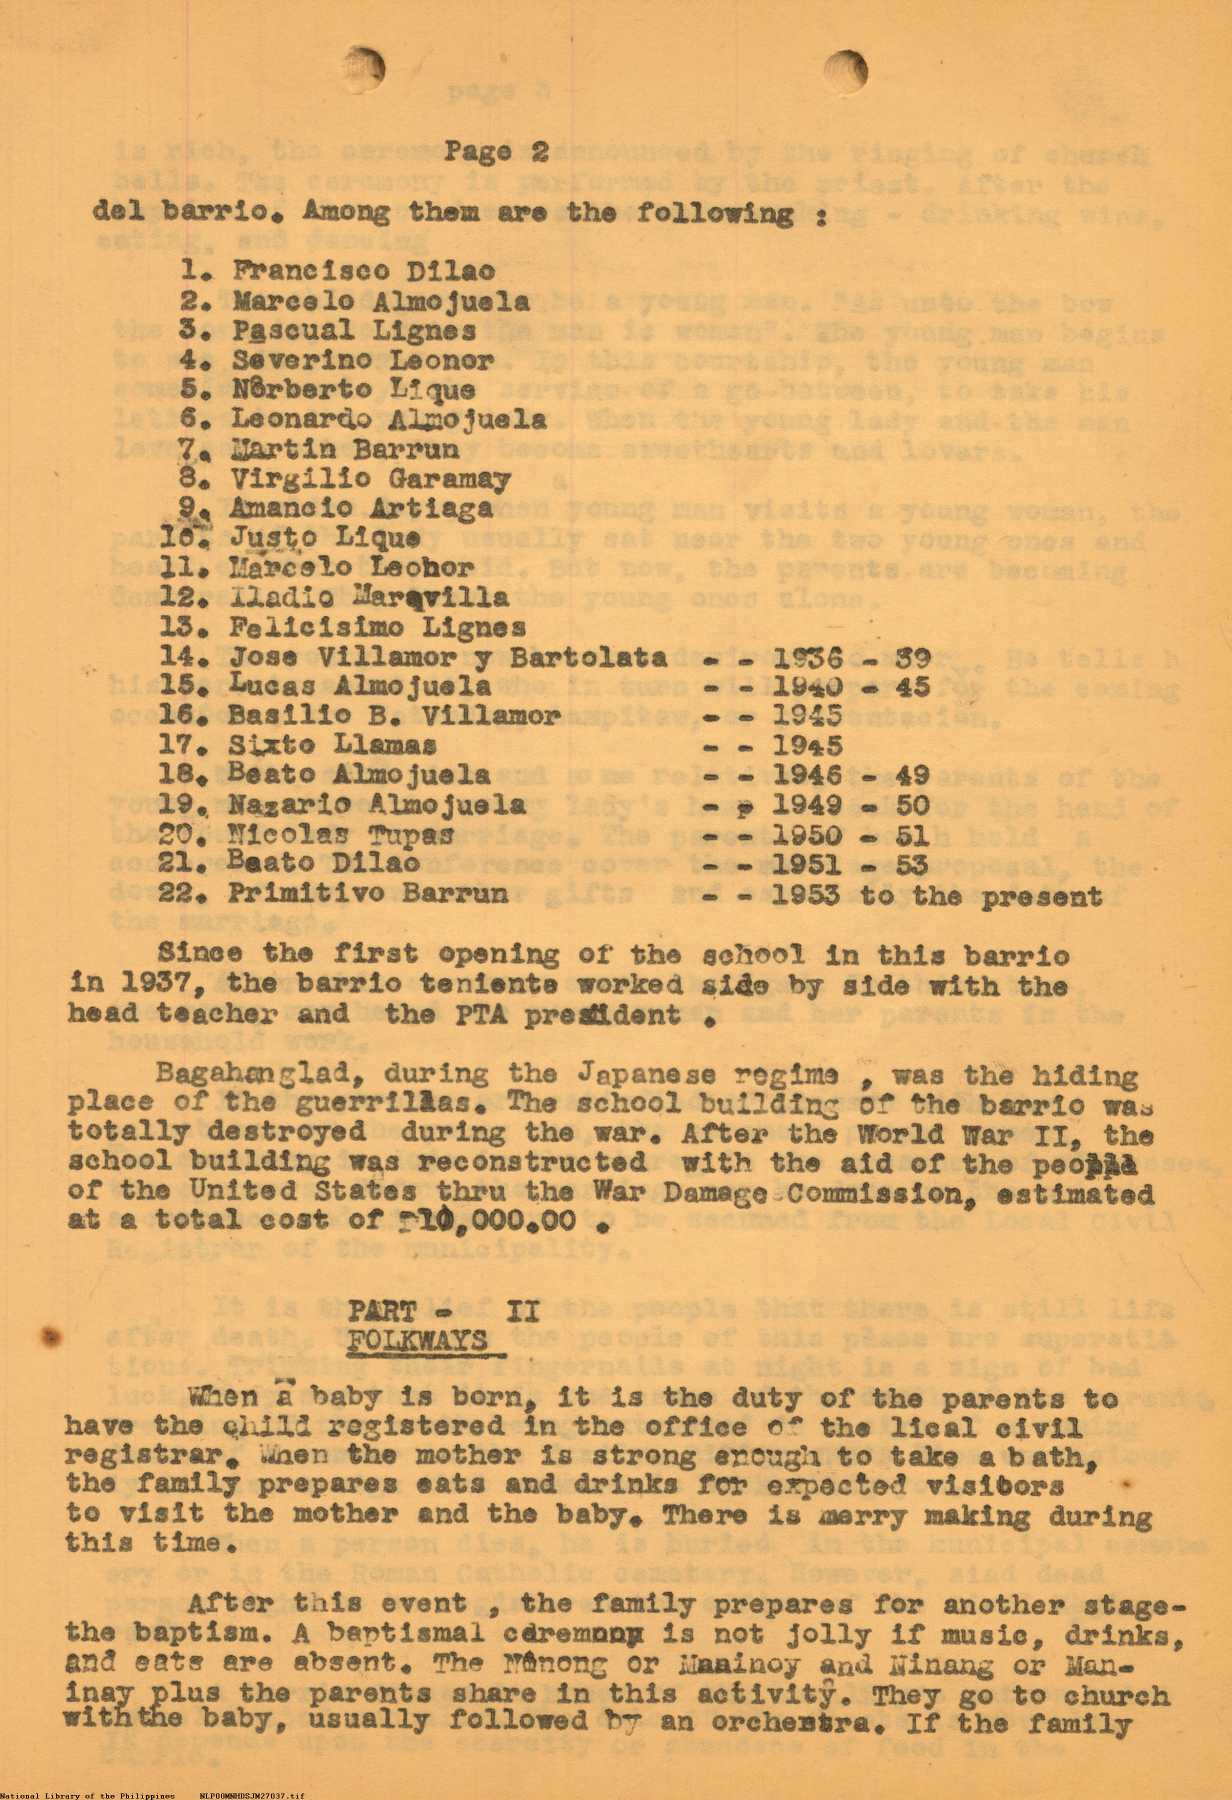 Page 2
del barrio. Among them are the following :
1. Francisco Dilao
2. Marcelo Almojuela
3. Pascual Lignes
4. Severino Leonor
5. Norberto Lique
6. Leonardo Almojuela
7. Martin Barrun
8. Virgilio Garamay
9. Amancio Artiaga
10. Justo Lique
11. Marcelo Leonor
12. Iladio Maravilla
13. Felicisimo Lignes
14. Jose Villamor y Bartolata - - 1936 - 39
15. Lucas Almojuela - - 1940 - 45
16. Basilio B. Villamor - - 1945
17. Sixto Llamas - - 1945
18. Beato Almojuela - - 1946 - 49
19. Nazario Almojuela - - 1949 - 50
20. Nicolas Tupas - - 1950 - 51
21. Beato Dilao - - 1951 - 53
22. Primitivo Barrun - - 1953 to the present
Since the first opening of the school in this barrio
in 1937, the barrio teniente worked side by side with the
head teacher and the PTA president .
Bagahanglad, during the Japanese regime , was the hiding
place of the guerrillas. The school building of the barrio was
totally destroyed during the war. After the World War II, the
school building was reconstructed with the aid of the people
of the United States thru the War Damage Commission, estimated
at a total cost of ₱10,000.00 .
PART - II
FOLKWAYS
When a baby is born, it is the duty of the parents to
have the child registered in the office of the lical civil
registrar. When the mother is strong enough to take a bath,
the family prepares eats and drinks for expected visitors
to visit the mother and the baby. There is merry making during
this time.
After this event , the family prepares for another stage-
the baptism. A baptismal ceremony is not jolly if music, drinks,
and eats are absent. The Ninong or Maninoy and Ninang or Man-
inay plus the parents share in this activity. They go to church
withthe baby, usually followed by an orchestra. If the family
National Library of the Philippines NLP00MNHDSJM27037.tif